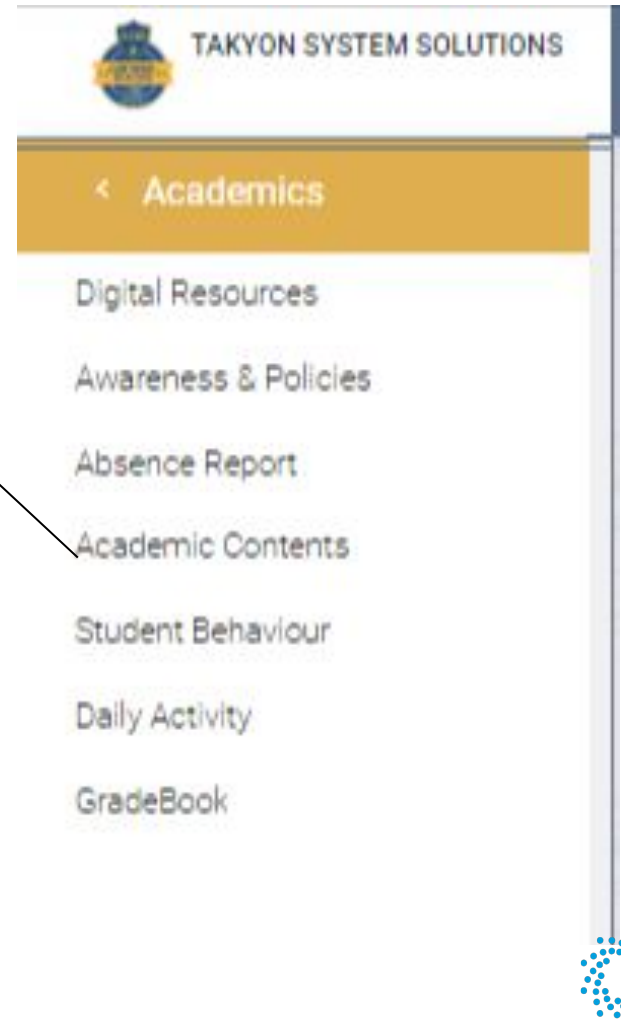 TAKYON SYSTEM SOLUTIONS
< Academics
Digital Resources
Awareness & Policies
Absence Report
Academic Contents
Student Behaviour
Daily Activity
GradeBook